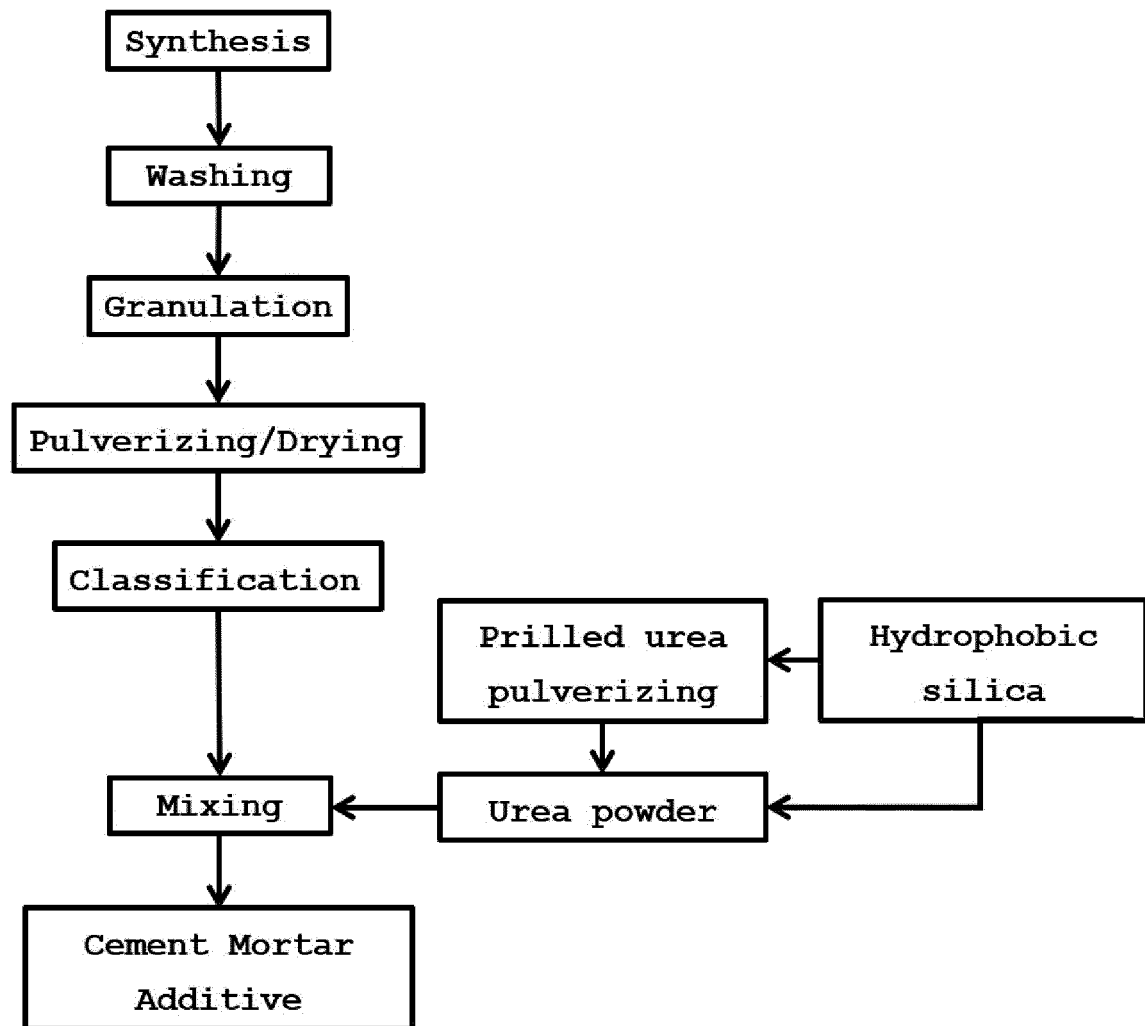 Synthesis
Washing
Granulation
Pulverizing/Drying
Classification
Prilled urea
pulverizing
Hydrophobic
silica
Mixing
Urea powder
Cement Mortar
Additive